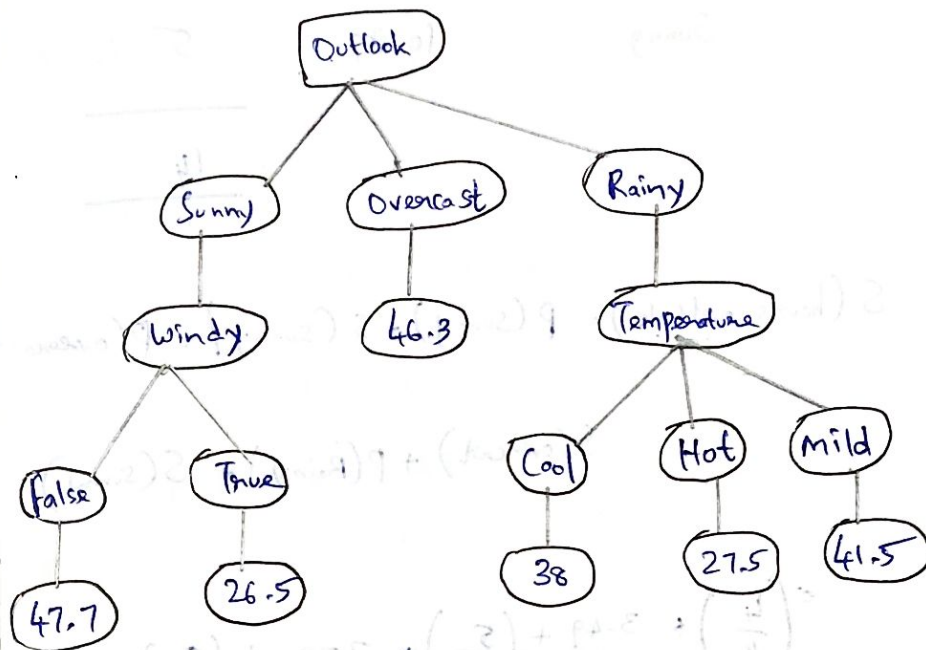 Outlook
Sunny
Overcast
Rainy
Windy
46.3
Temperature
False
True
Cool
Hot
Mild
47.7
26.5
38
27.5
41.5